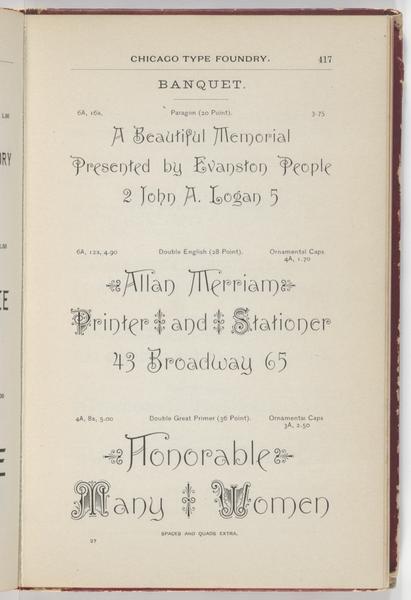 CHICAGO TYPE FOUNDRY. 417
BANQUET.
6A, 16a, Paragon (20 Point). 3.75
A Beautiful Memorial
Presented by Evanston People
2 John A. Logan 5
6A, 12a, 4.90 Double English (28 Point). Ornamental Caps
4A, 1.70
Allan Merriam
Printer and Stationer
43 Broadway 65
4A, 8a, 5.00 Double Great Primer (36 Point). Ornamental Caps
3A, 2.50
Honorable
Many Women
SPACES AND QUADS EXTRA.
27